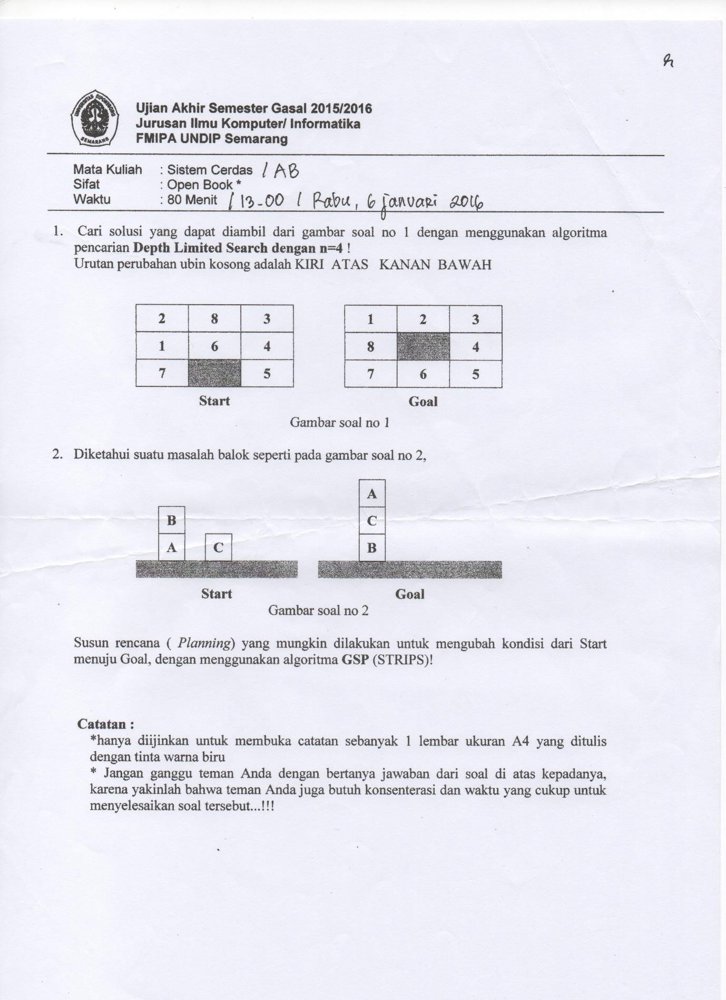 R
UNIVERSITAS DIPONEGORO
SEMARANG
Ujian Akhir Semester Gasal 2015/2016
Jurusan Ilmu Komputer/ Informatika
FMIPA UNDIP Semarang
Mata Kuliah : Sistem Cerdas / AB
Sifat : Open Book *
Waktu : 80 Menit / 13-00 / Rabu, 6 januari 2016
1. Cari solusi yang dapat diambil dari gambar soal no 1 dengan menggunakan algoritma
pencarian Depth Limited Search dengan n=4 !
Urutan perubahan ubin kosong adalah KIRI ATAS KANAN BAWAH
2 8 3
1 6 4
7 5
Start
1 2 3
8 4
7 6 5
Goal
Gambar soal no 1
2. Diketahui suatu masalah balok seperti pada gambar soal no 2,
B
A C
Start
A
C
B
Goal
Gambar soal no 2
Susun rencana ( Planning) yang mungkin dilakukan untuk mengubah kondisi dari Start
menuju Goal, dengan menggunakan algoritma GSP (STRIPS)!
Catatan :
*hanya diijinkan untuk membuka catatan sebanyak 1 lembar ukuran A4 yang ditulis
dengan tinta warna biru
* Jangan ganggu teman Anda dengan bertanya jawaban dari soal di atas kepadanya,
karena yakinlah bahwa teman Anda juga butuh konsenterasi dan waktu yang cukup untuk
menyelesaikan soal tersebut...!!!